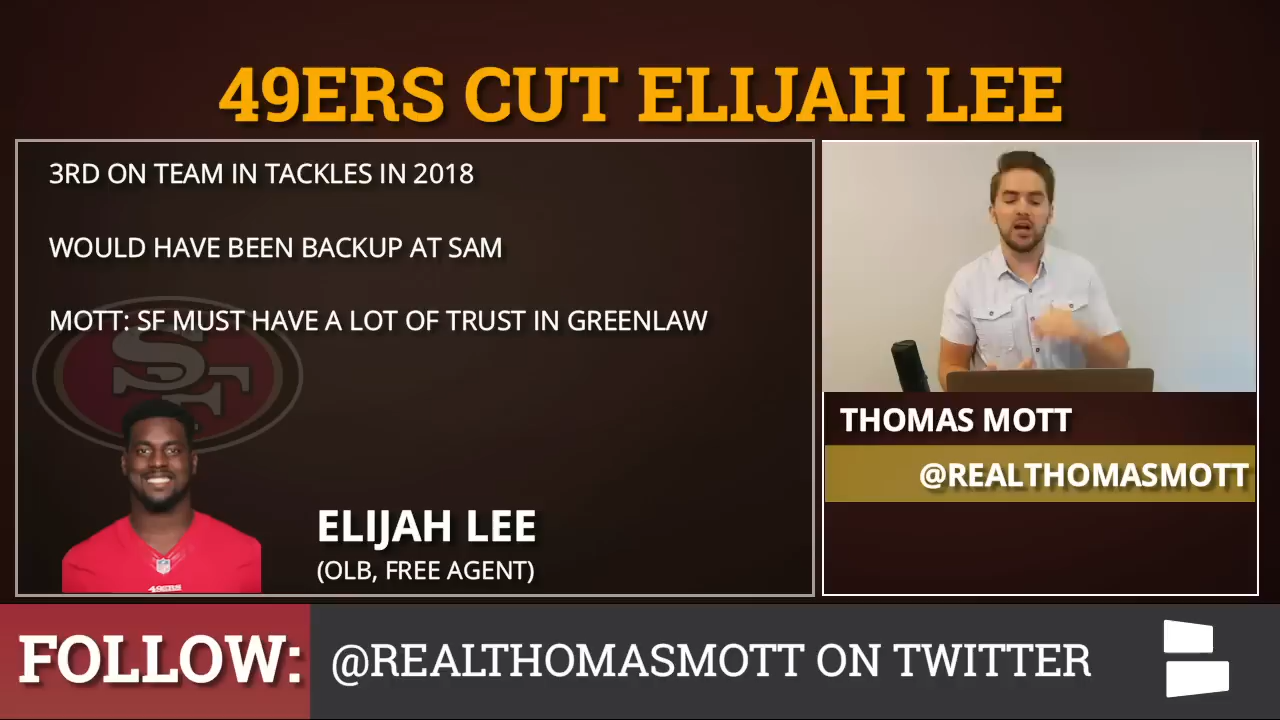 49ERS CUT ELIJAH LEE
3RD ON TEAM IN TACKLES IN 2018
WOULD HAVE BEEN BACKUP AT SAM
MOTT: SF MUST HAVE A LOT OF TRUST IN GREENLAW
SF
49ERS
ELIJAH LEE
(OLB, FREE AGENT)
THOMAS MOTT
@REALTHOMASMOTT
FOLLOW:
@REALTHOMASMOTT ON TWITTER